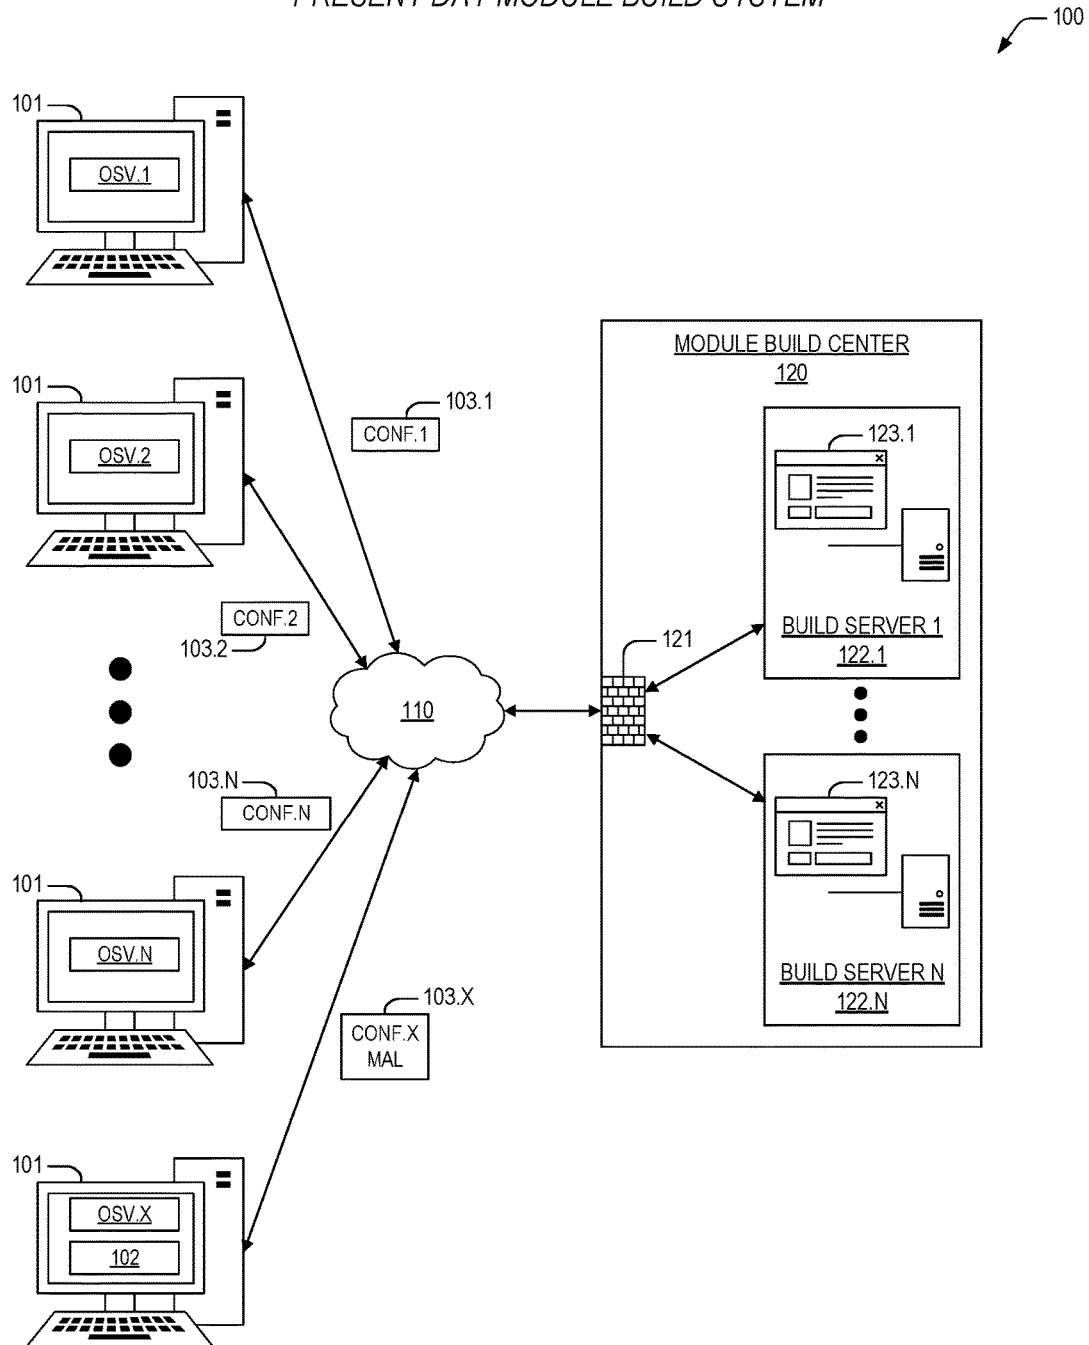 PRESENT DAY MODULE BUILD SYSTEM
100
101
OSV.1
103.1
CONF.1
MODULE BUILD CENTER
120
123.1
BUILD SERVER 1
122.1
101
OSV.2
CONF.2
103.2
121
110
103.N
CONF.N
123.N
BUILD SERVER N
122.N
101
OSV.N
103.X
CONF.X
MAL
101
OSV.X
102